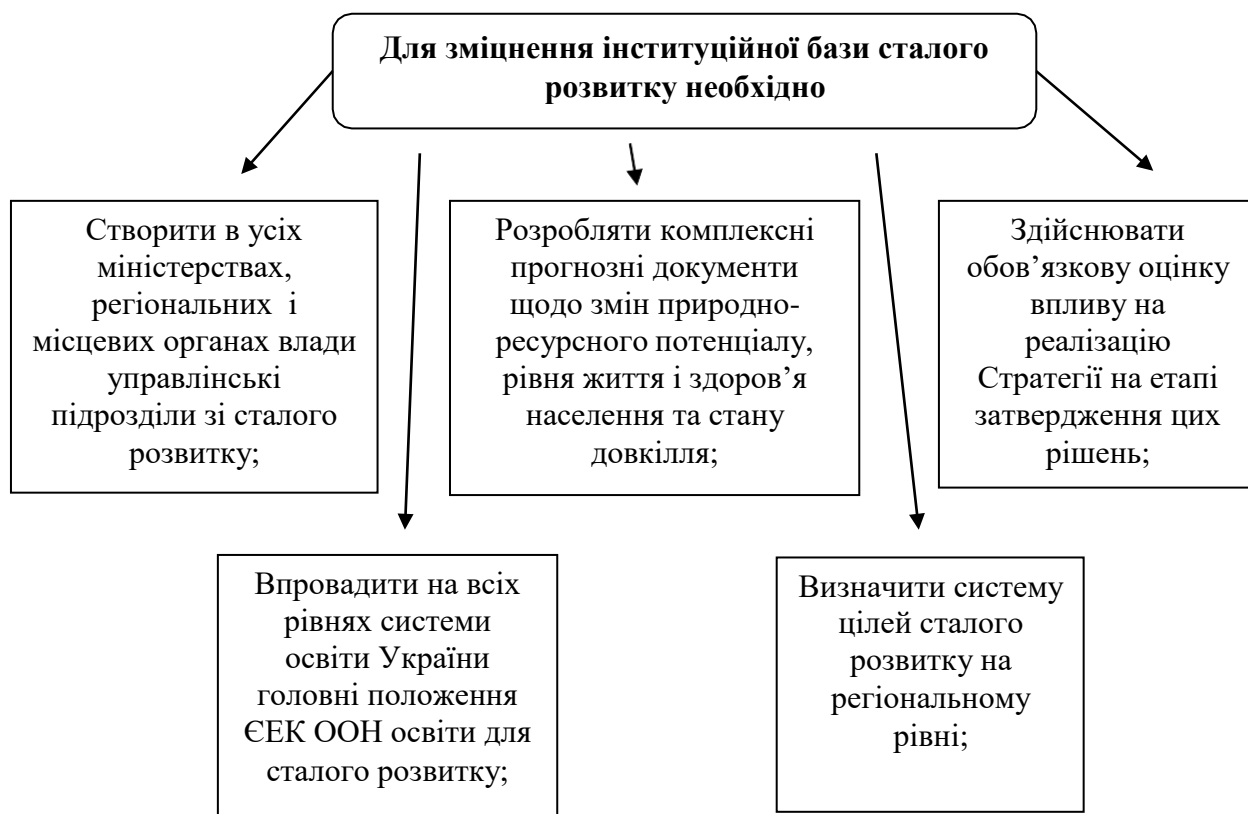 Для зміцнення інституційної бази сталого
розвитку необхідно
Створити в усіх
міністерствах,
регіональних і
місцевих органах влади
управлінські
підрозділи зі сталого
розвитку;
Розробляти комплексні
прогнозні документи
щодо змін природно-
ресурсного потенціалу,
рівня життя і здоров’я
населення та стану
довкілля;
Здійснювати
обов’язкову оцінку
впливу на
реалізацію
Стратегії на етапі
затвердження цих
рішень;
Впровадити на всіх
рівнях системи
освіти України
головні положення
ЄЕК ООН освіти для
сталого розвитку;
Визначити систему
цілей сталого
розвитку на
регіональному
рівні;